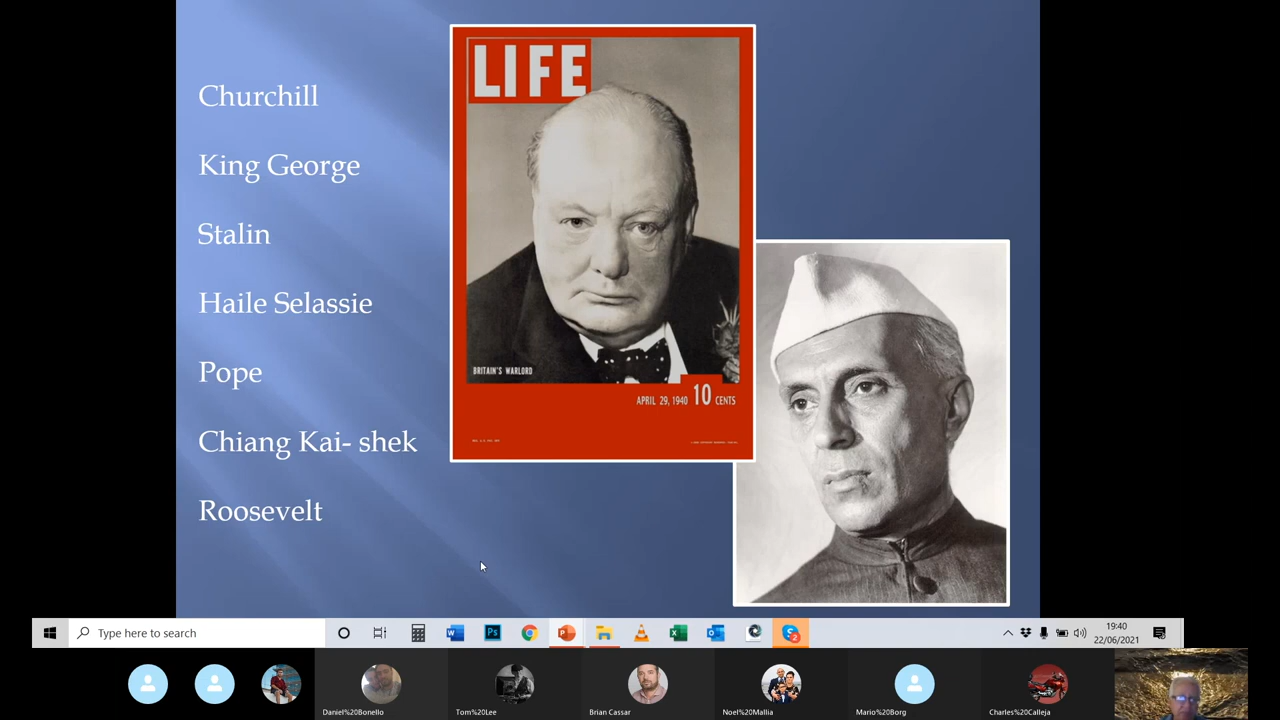 Churchill
King George
Stalin
Haile Selassie
Pope
Chiang Kai- shek
Roosevelt
LIFE
BRITAIN'S WARLORD
APRIL 29, 1940 10 CENTS
Type here to search
19:40
22/06/2021
Daniel%20Bonello
Tom%20Lee
Brian Cassar
Noel%20Mallia
Mario%20Borg
Charles%20Calleja